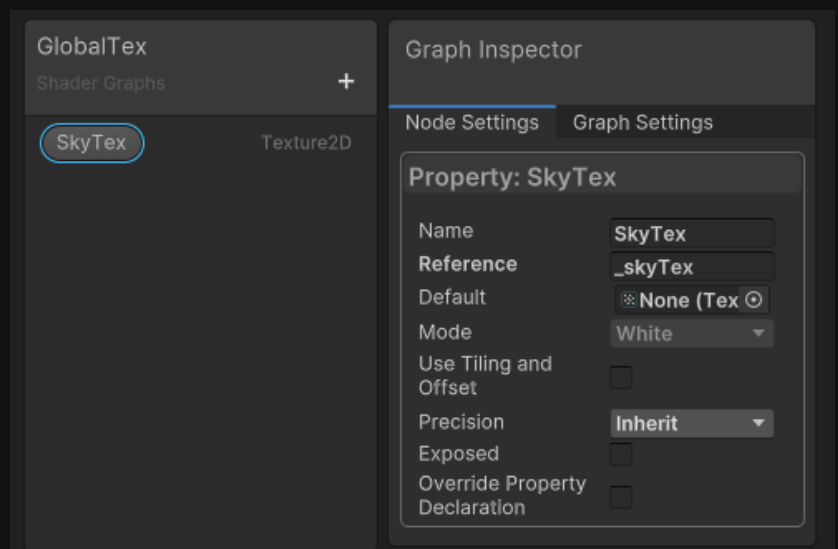 GlobalTex
Shader Graphs
+
SkyTex
Texture2D
Graph Inspector
Node Settings
Graph Settings
Property: SkyTex
Name
SkyTex
Reference
_skyTex
Default
None (Tex
Mode
White
Use Tiling and
Offset
Precision
Inherit
Exposed
Override Property
Declaration